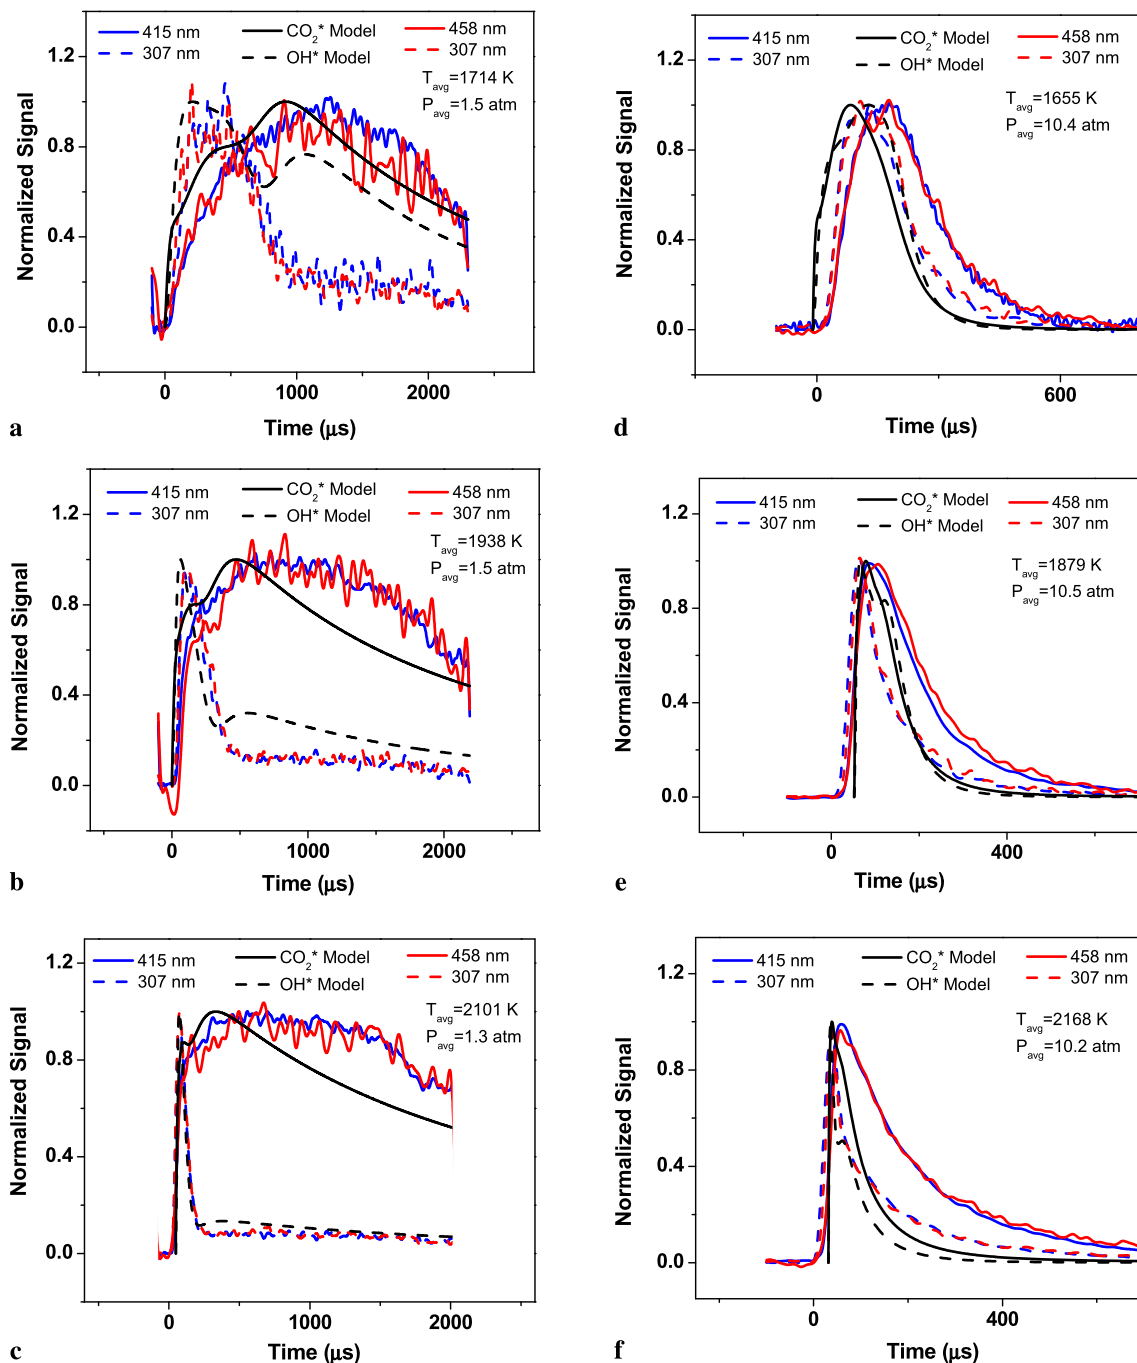 415 nm CO2* Model 458 nm
307 nm OH* Model 307 nm
Tavg=1714 K
Pavg=1.5 atm
Normalized Signal
1.2
0.8
0.4
0.0
0 1000 2000
Time (μs)
a
415 nm CO2* Model 458 nm
307 nm OH* Model 307 nm
Tavg=1655 K
Pavg=10.4 atm
Normalized Signal
1.2
0.8
0.4
0.0
0 600
Time (μs)
d
415 nm CO2* Model 458 nm
307 nm OH* Model 307 nm
Tavg=1938 K
Pavg=1.5 atm
Normalized Signal
1.2
0.8
0.4
0.0
0 1000 2000
Time (μs)
b
415 nm CO2* Model 458 nm
307 nm OH* Model 307 nm
Tavg=1879 K
Pavg=10.5 atm
Normalized Signal
1.2
0.8
0.4
0.0
0 400
Time (μs)
e
415 nm CO2* Model 458 nm
307 nm OH* Model 307 nm
Tavg=2101 K
Pavg=1.3 atm
Normalized Signal
1.2
0.8
0.4
0.0
0 1000 2000
Time (μs)
c
415 nm CO2* Model 458 nm
307 nm OH* Model 307 nm
Tavg=2168 K
Pavg=10.2 atm
Normalized Signal
1.2
0.8
0.4
0.0
0 400
Time (μs)
f